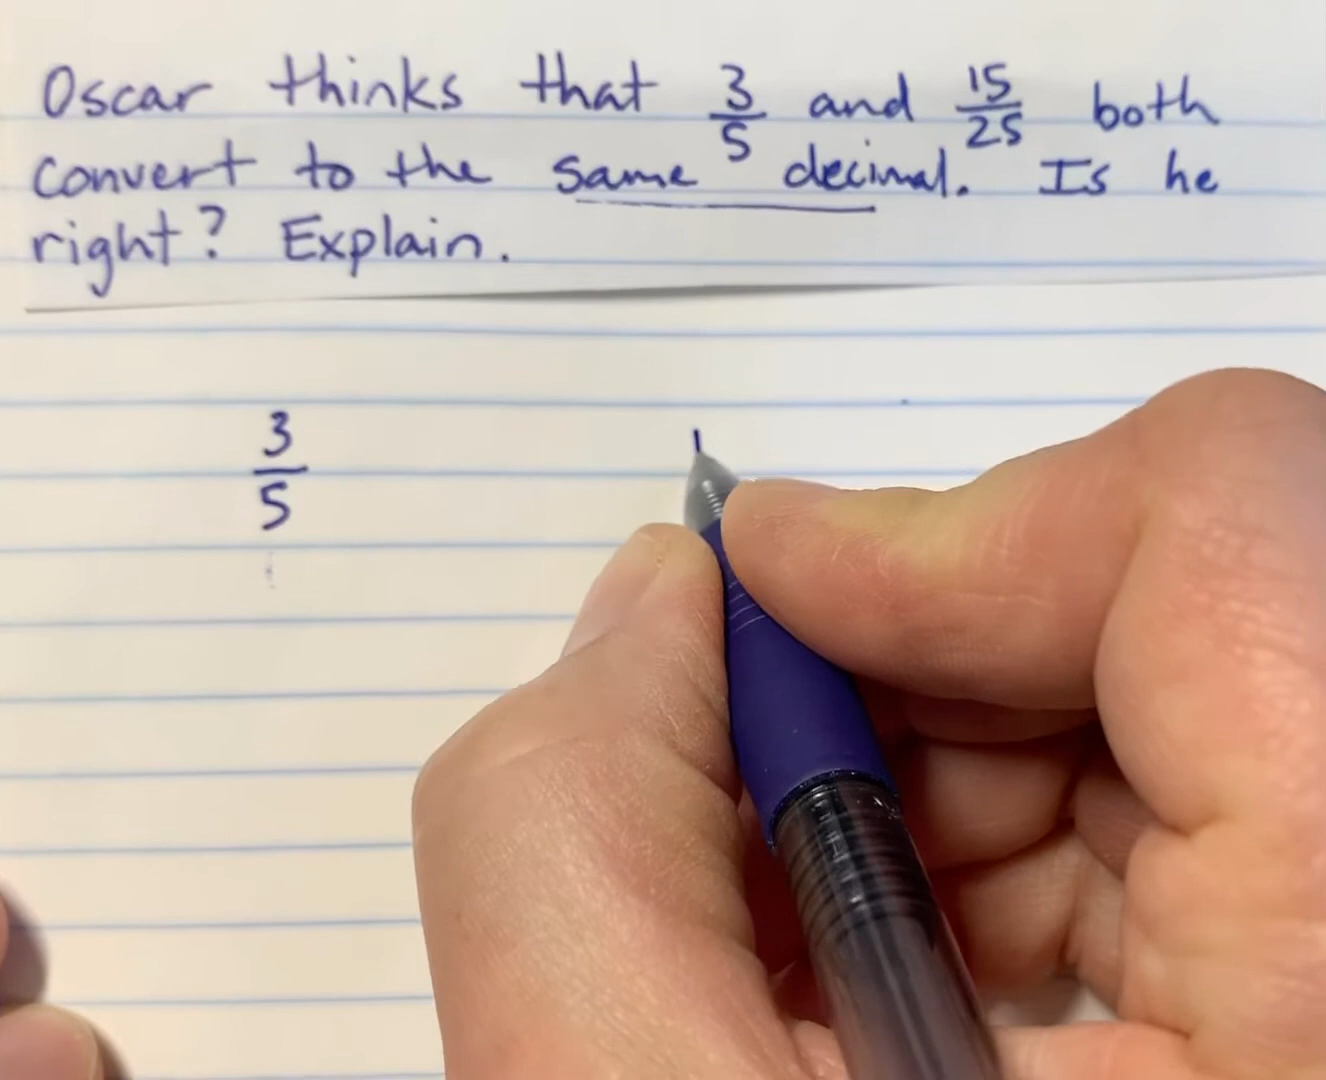 Oscar thinks that 3/5 and 15/25 both
convert to the same decimal. Is he
right? Explain.
3/5
1